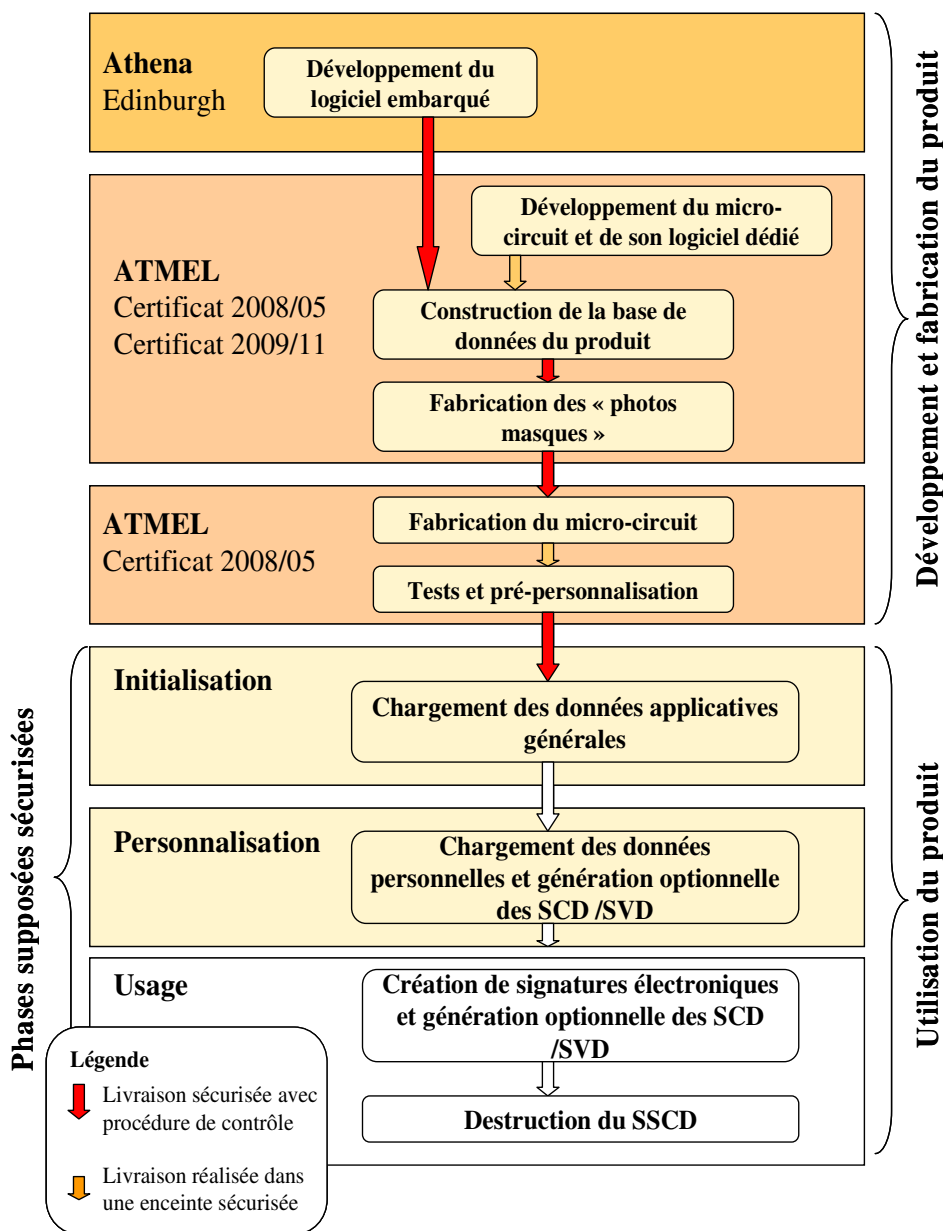 Athena
Edinburgh
Développement du
logiciel embarqué
Développement du micro-
circuit et de son logiciel dédié
ATMEL
Certificat 2008/05
Certificat 2009/11
Construction de la base de
données du produit
Fabrication des « photos
masques »
ATMEL
Certificat 2008/05
Fabrication du micro-circuit
Tests et pré-personnalisation
Développement et fabrication du produit
Initialisation
Chargement des données applicatives
générales
Personnalisation
Chargement des données
personnelles et génération optionnelle
des SCD /SVD
Usage
Création de signatures électroniques
et génération optionnelle des SCD
/SVD
Destruction du SSCD
Phases supposées sécurisées
Utilisation du produit
Légende
Livraison sécurisée avec
procédure de contrôle
Livraison réalisée dans
une enceinte sécurisée